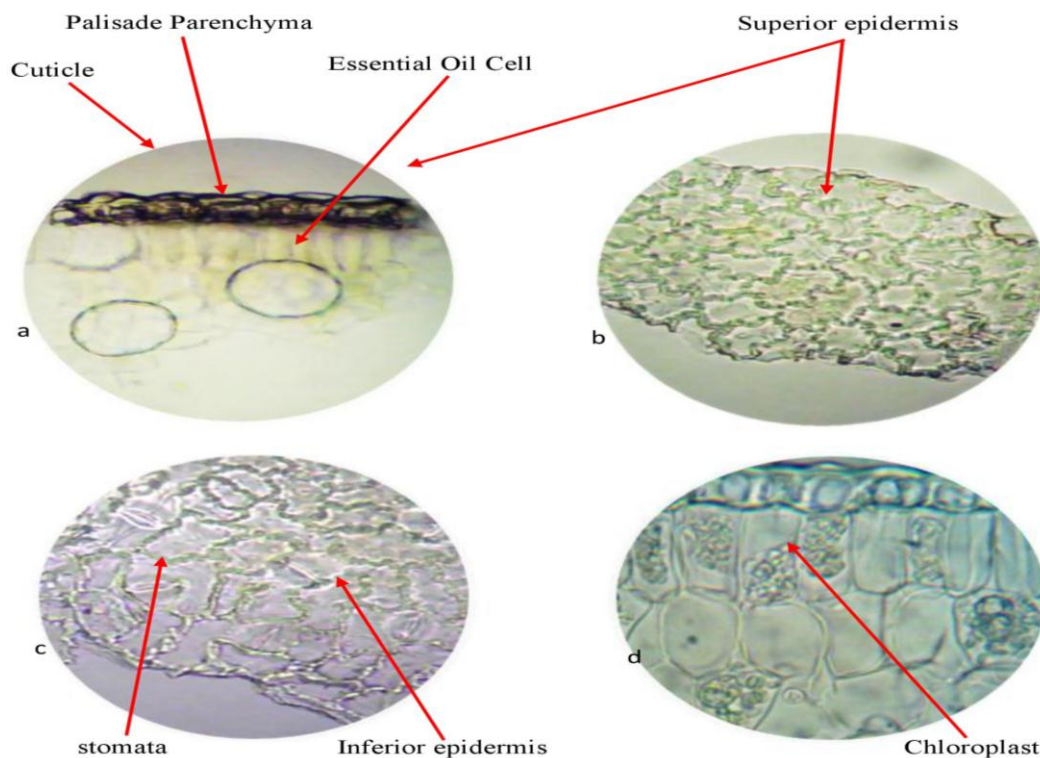 Palisade Parenchyma
Superior epidermis
Cuticle
Essential Oil Cell
a
b
c
d
stomata
Inferior epidermis
Chloroplast